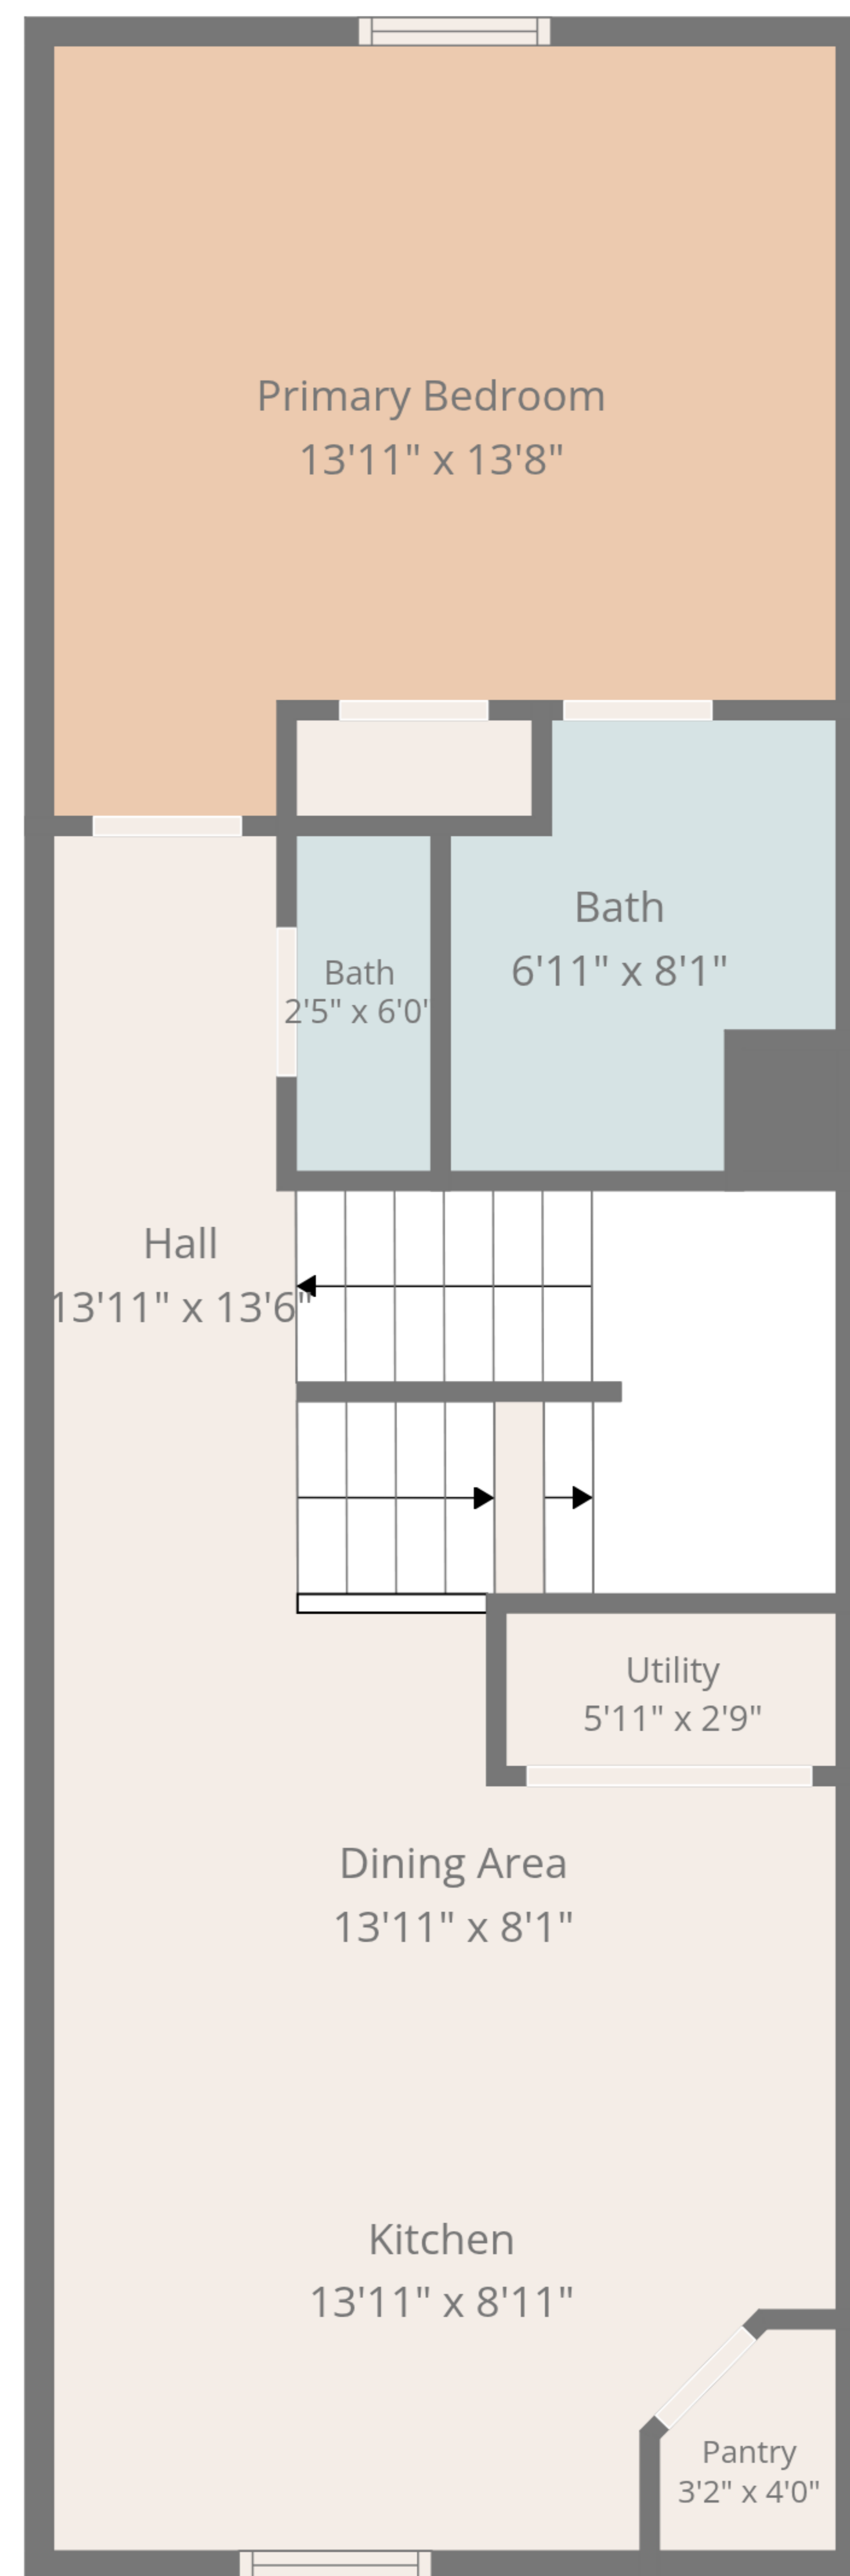 Primary Bedroom
13'11" x 13'8"
Bath
6'11" x 8'1"
Bath
2'5" x 6'0"
Hall
13'11" x 13'6"
Utility
5'11" x 2'9"
Dining Area
13'11" x 8'1"
Kitchen
13'11" x 8'11"
Pantry
3'2" x 4'0"